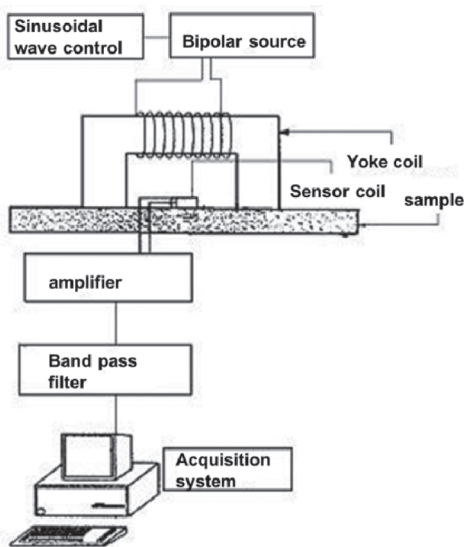 Sinusoidal
wave control
Bipolar source
Yoke coil
Sensor coil
sample
amplifier
Band pass
filter
Acquisition
system